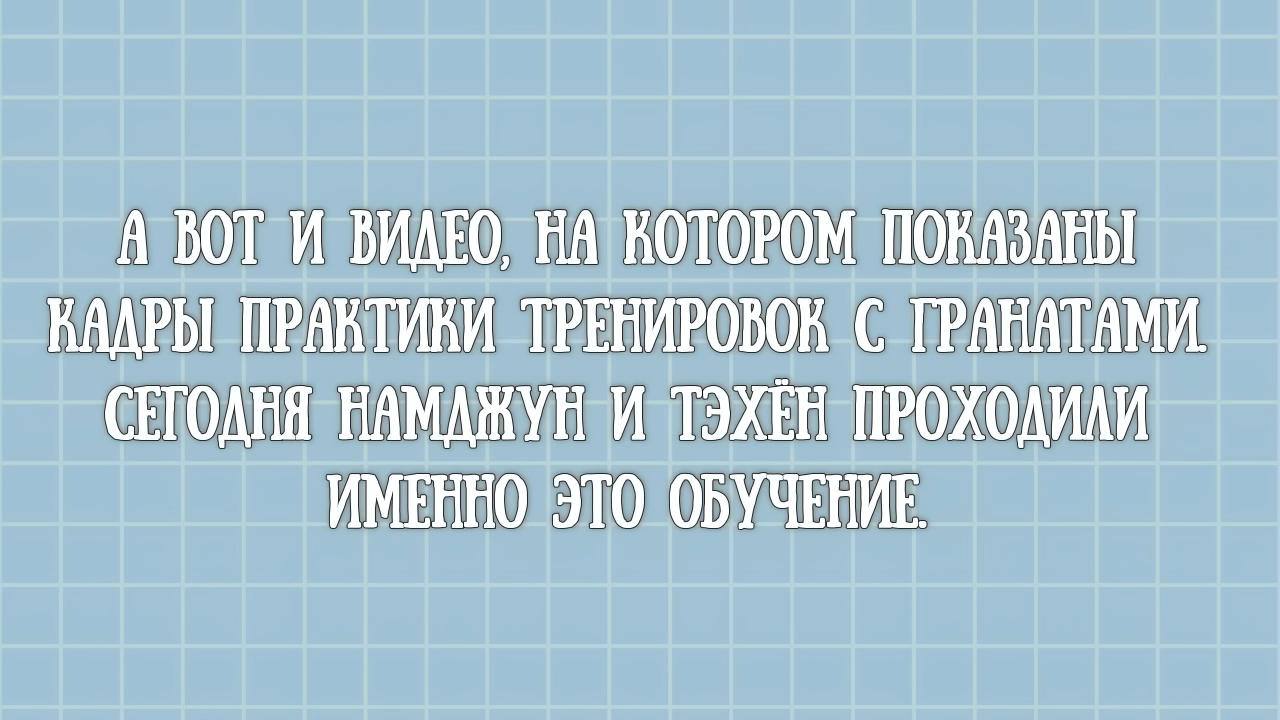 А ВОТ И ВИДЕО, НА КОТОРОМ ПОКАЗАНЫ
КАДРЫ ПРАКТИКИ ТРЕНИРОВОК С ГРАНАТАМИ.
СЕГОДНЯ НАМДЖУН И ТЭХЁН ПРОХОДИЛИ
ИМЕННО ЭТО ОБУЧЕНИЕ.